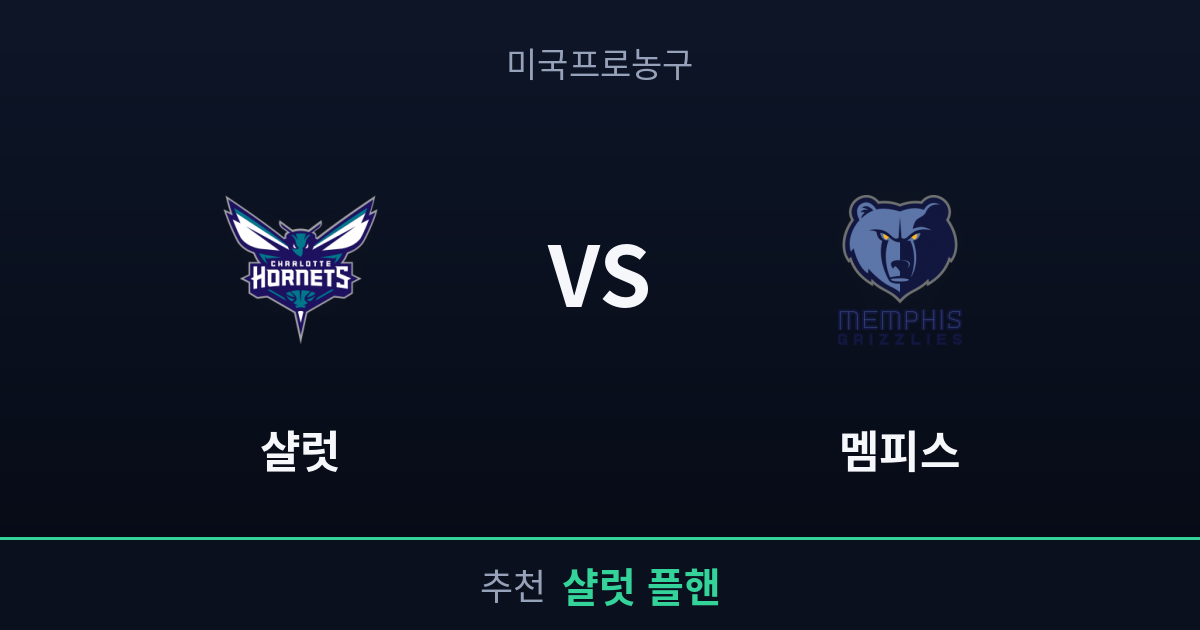 미국프로농구
CHARLOTTE
HORNETS
VS
MEMPHIS
GRIZZLIES
샬럿
멤피스
추천 샬럿 플핸